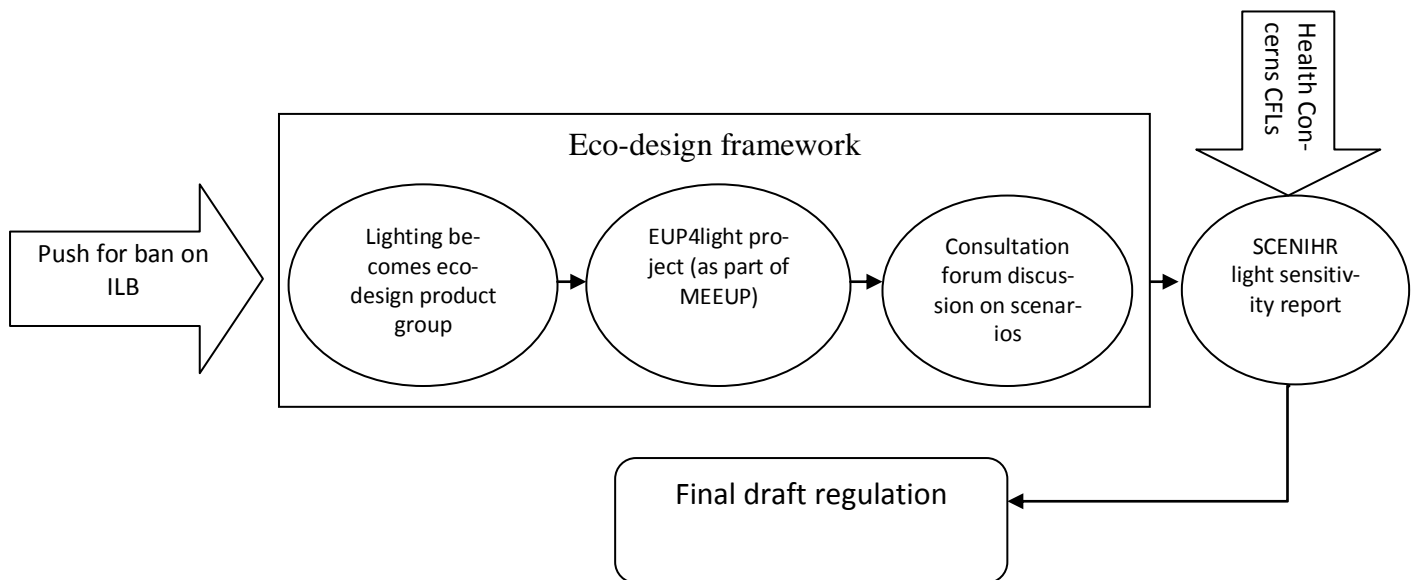 Push for ban on
ILB
Eco-design framework
Lighting be-
comes eco-
design product
group
EUP4light pro-
ject (as part of
MEEUP)
Consultation
forum discus-
sion on scenar-
ios
Health Con-
cerns CFLs
SCENIHR
light sensitiv-
ity report
Final draft regulation